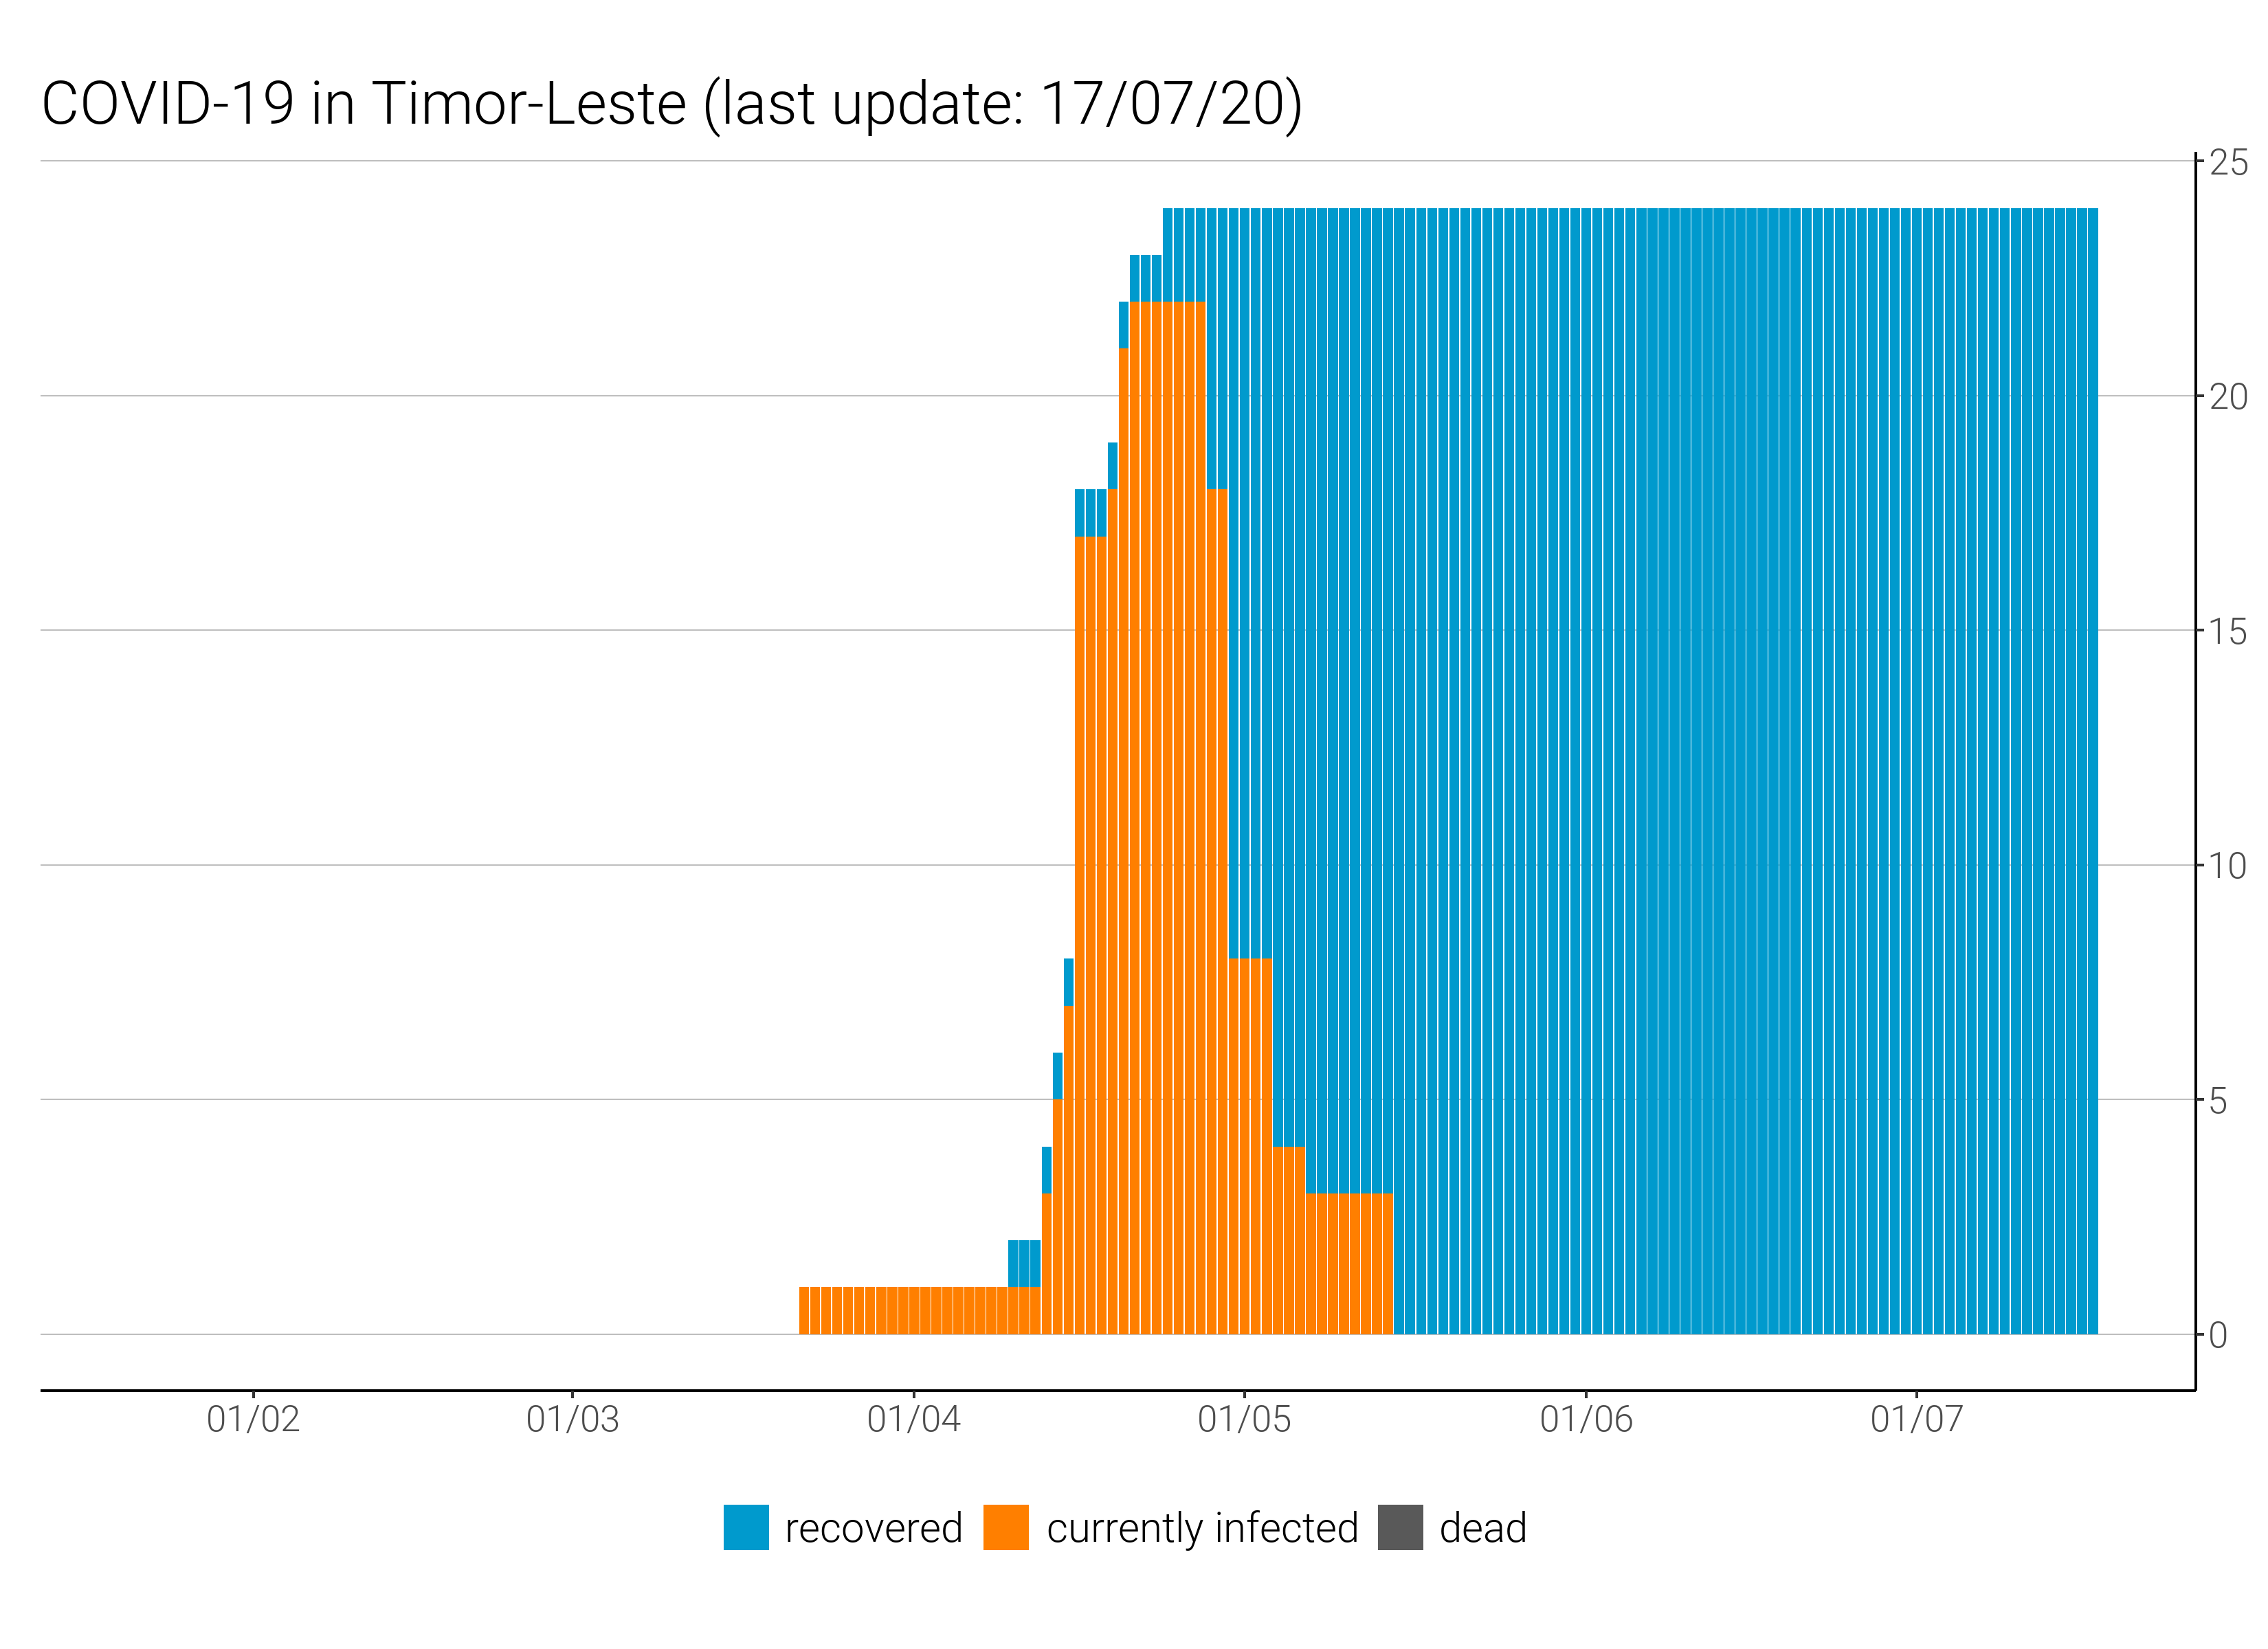 COVID-19 in Timor-Leste (last update: 17/07/20)
25
20
15
10
5
0
01/02 01/03 01/04 01/05 01/06 01/07
recovered currently infected dead